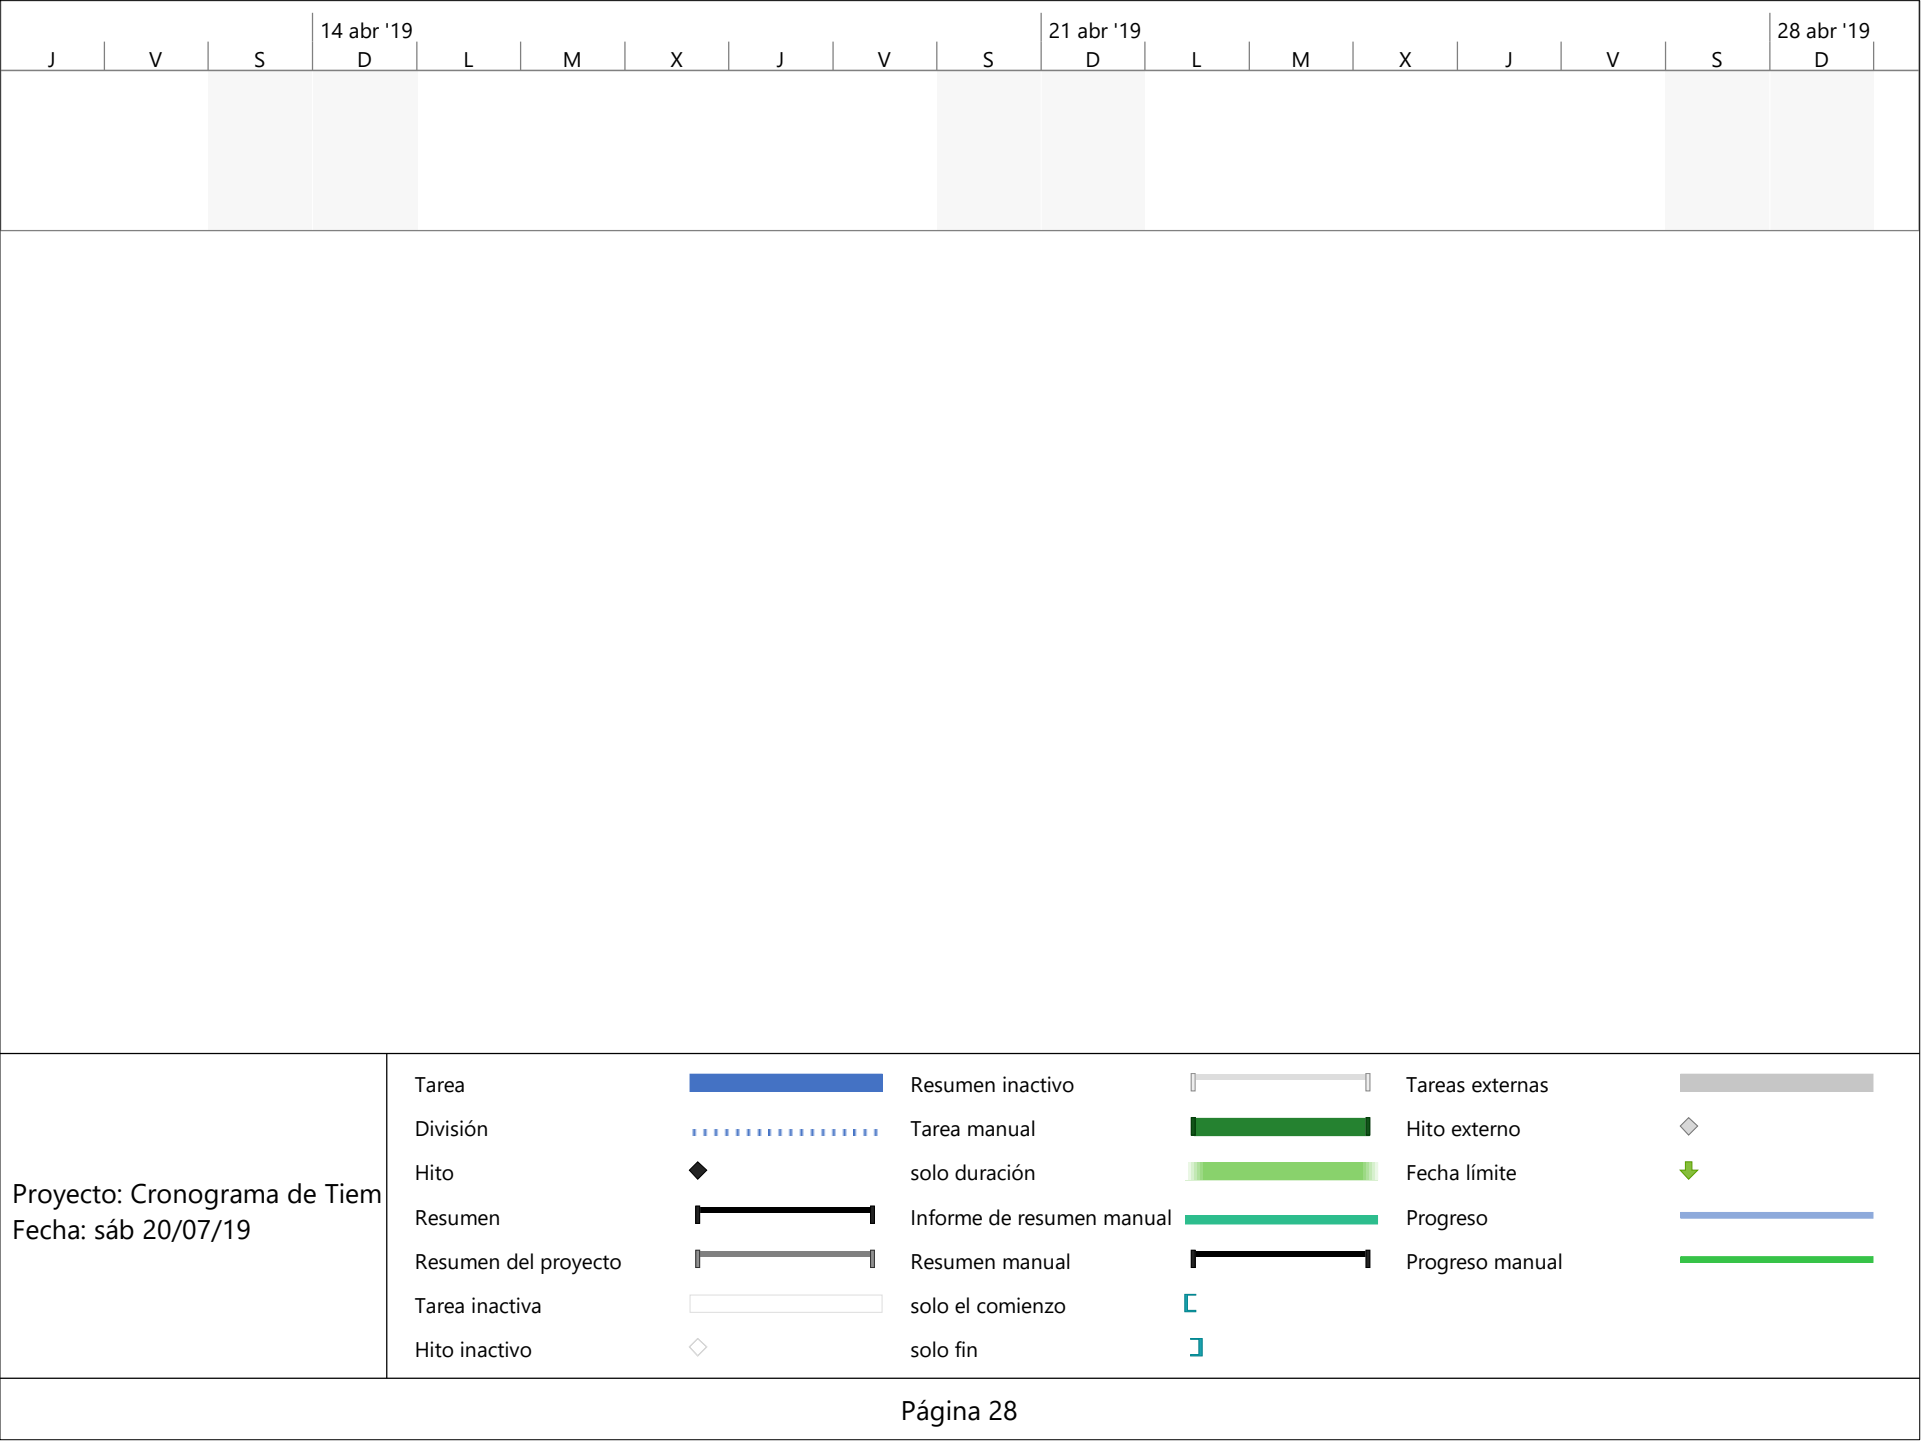 14 abr '19 21 abr '19 28 abr '19
J V S D L M X J V S D L M X J V S D
Tarea Resumen inactivo Tareas externas
División Tarea manual Hito externo
Hito solo duración Fecha límite
Resumen Informe de resumen manual Progreso
Resumen del proyecto Resumen manual Progreso manual
Tarea inactiva solo el comienzo
Hito inactivo solo fin
Proyecto: Cronograma de Tiem
Fecha: sáb 20/07/19
Página 28